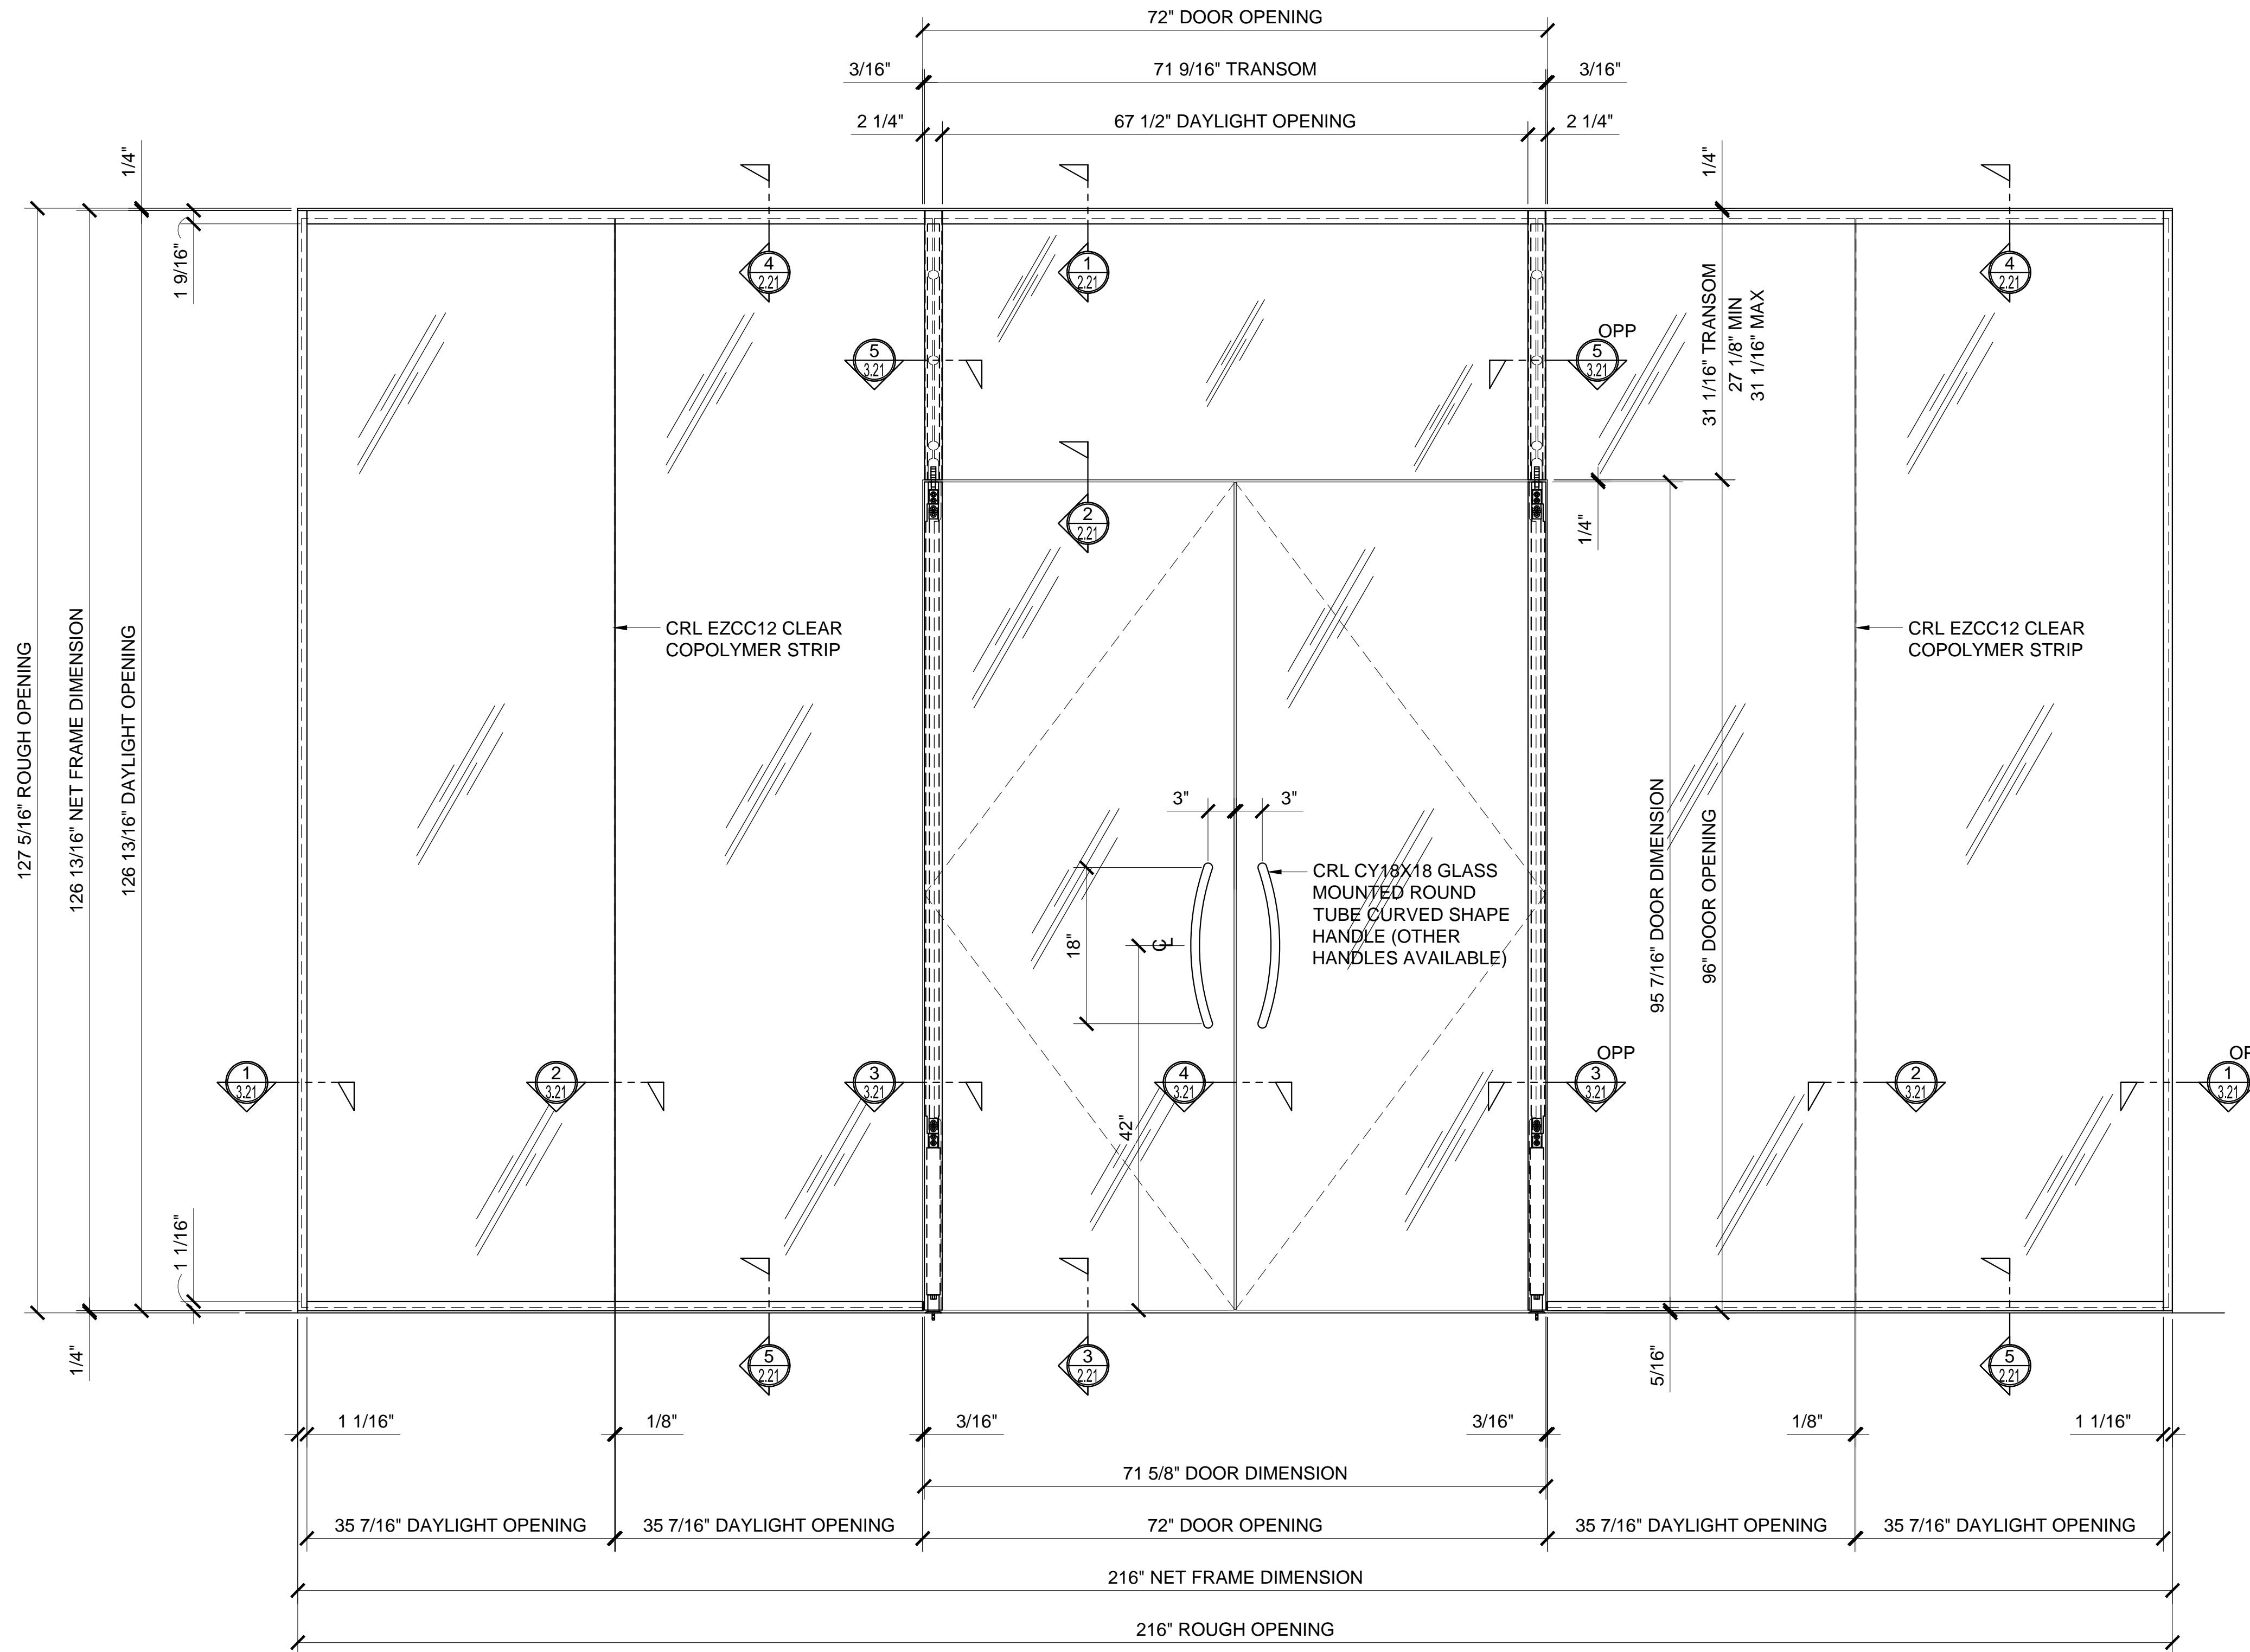 72" DOOR OPENING
3/16"
71 9/16" TRANSOM
3/16"
2 1/4"
67 1/2" DAYLIGHT OPENING
2 1/4"
1/4"
1/4"
1 9/16"
4
2.21
1
2.21
4
2.21
OPP
5
3.21
5
3.21
31 1/16" TRANSOM
27 1/8" MIN
31 1/16" MAX
2
2.21
1/4"
127 5/16" ROUGH OPENING
126 13/16" NET FRAME DIMENSION
126 13/16" DAYLIGHT OPENING
CRL EZCC12 CLEAR
COPOLYMER STRIP
CRL EZCC12 CLEAR
COPOLYMER STRIP
3"
3"
95 7/16" DOOR DIMENSION
96" DOOR OPENING
CRL CY18X18 GLASS
MOUNTED ROUND
TUBE CURVED SHAPE
HANDLE (OTHER
HANDLES AVAILABLE)
18"
CL
42"
OPP
1
3.21
2
3.21
3
3.21
4
3.21
3
3.21
2
3.21
1
3.21
1 1/16"
1/4"
5
2.21
3
2.21
5/16"
5
2.21
1 1/16"
1/8"
3/16"
3/16"
1/8"
1 1/16"
71 5/8" DOOR DIMENSION
35 7/16" DAYLIGHT OPENING
35 7/16" DAYLIGHT OPENING
72" DOOR OPENING
35 7/16" DAYLIGHT OPENING
35 7/16" DAYLIGHT OPENING
216" NET FRAME DIMENSION
216" ROUGH OPENING